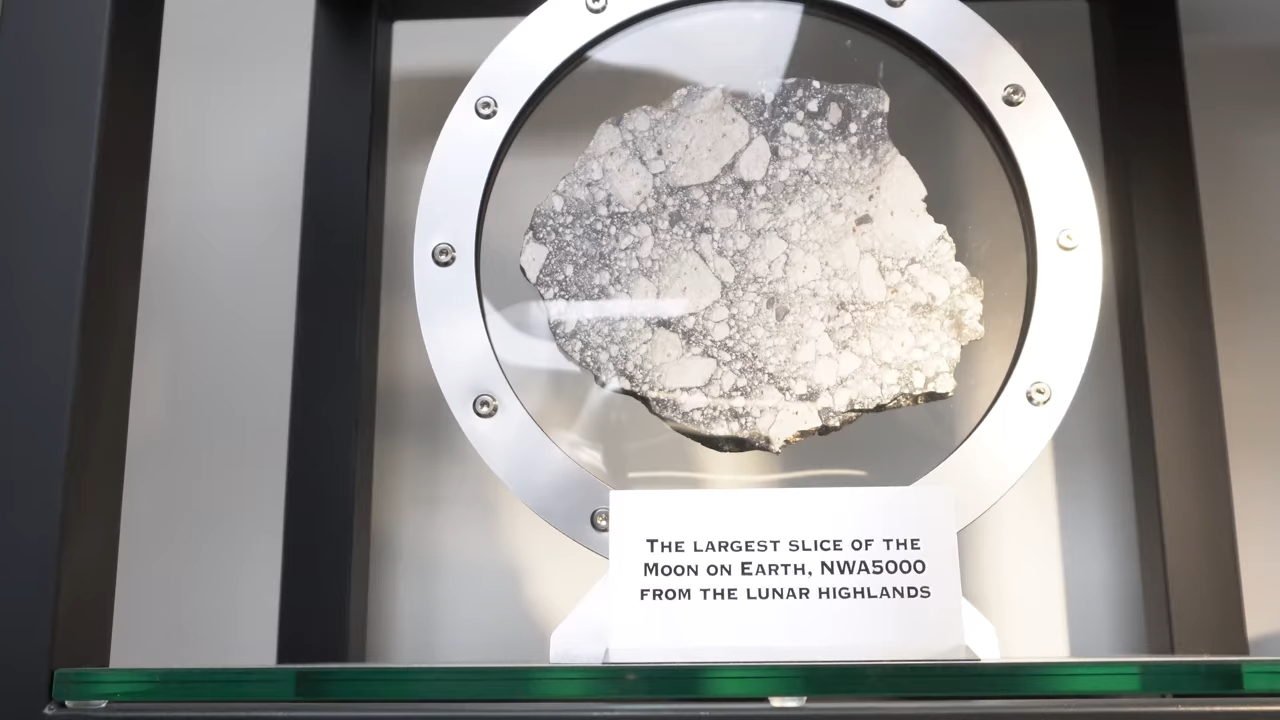 The largest slice of the
Moon on Earth, NWA5000
from the lunar highlands